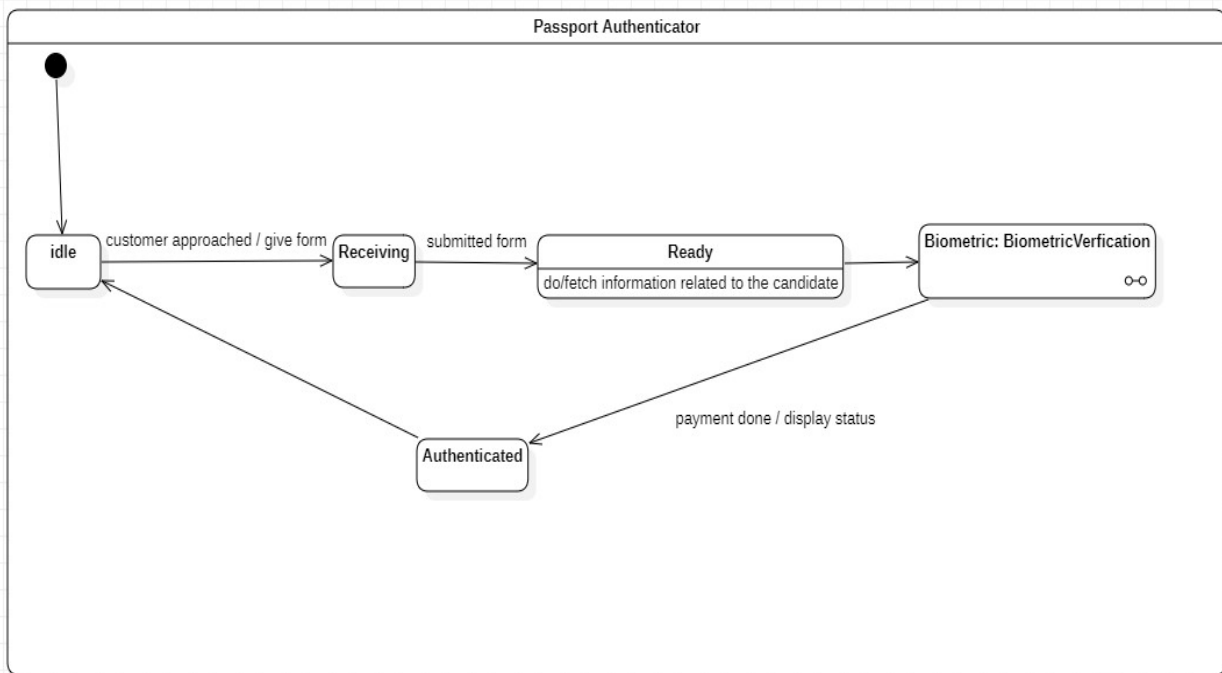 Passport Authenticator
idle
customer approached / give form
Receiving
submitted form
Ready
do/fetch information related to the candidate
Biometric: BiometricVerfication
payment done / display status
Authenticated